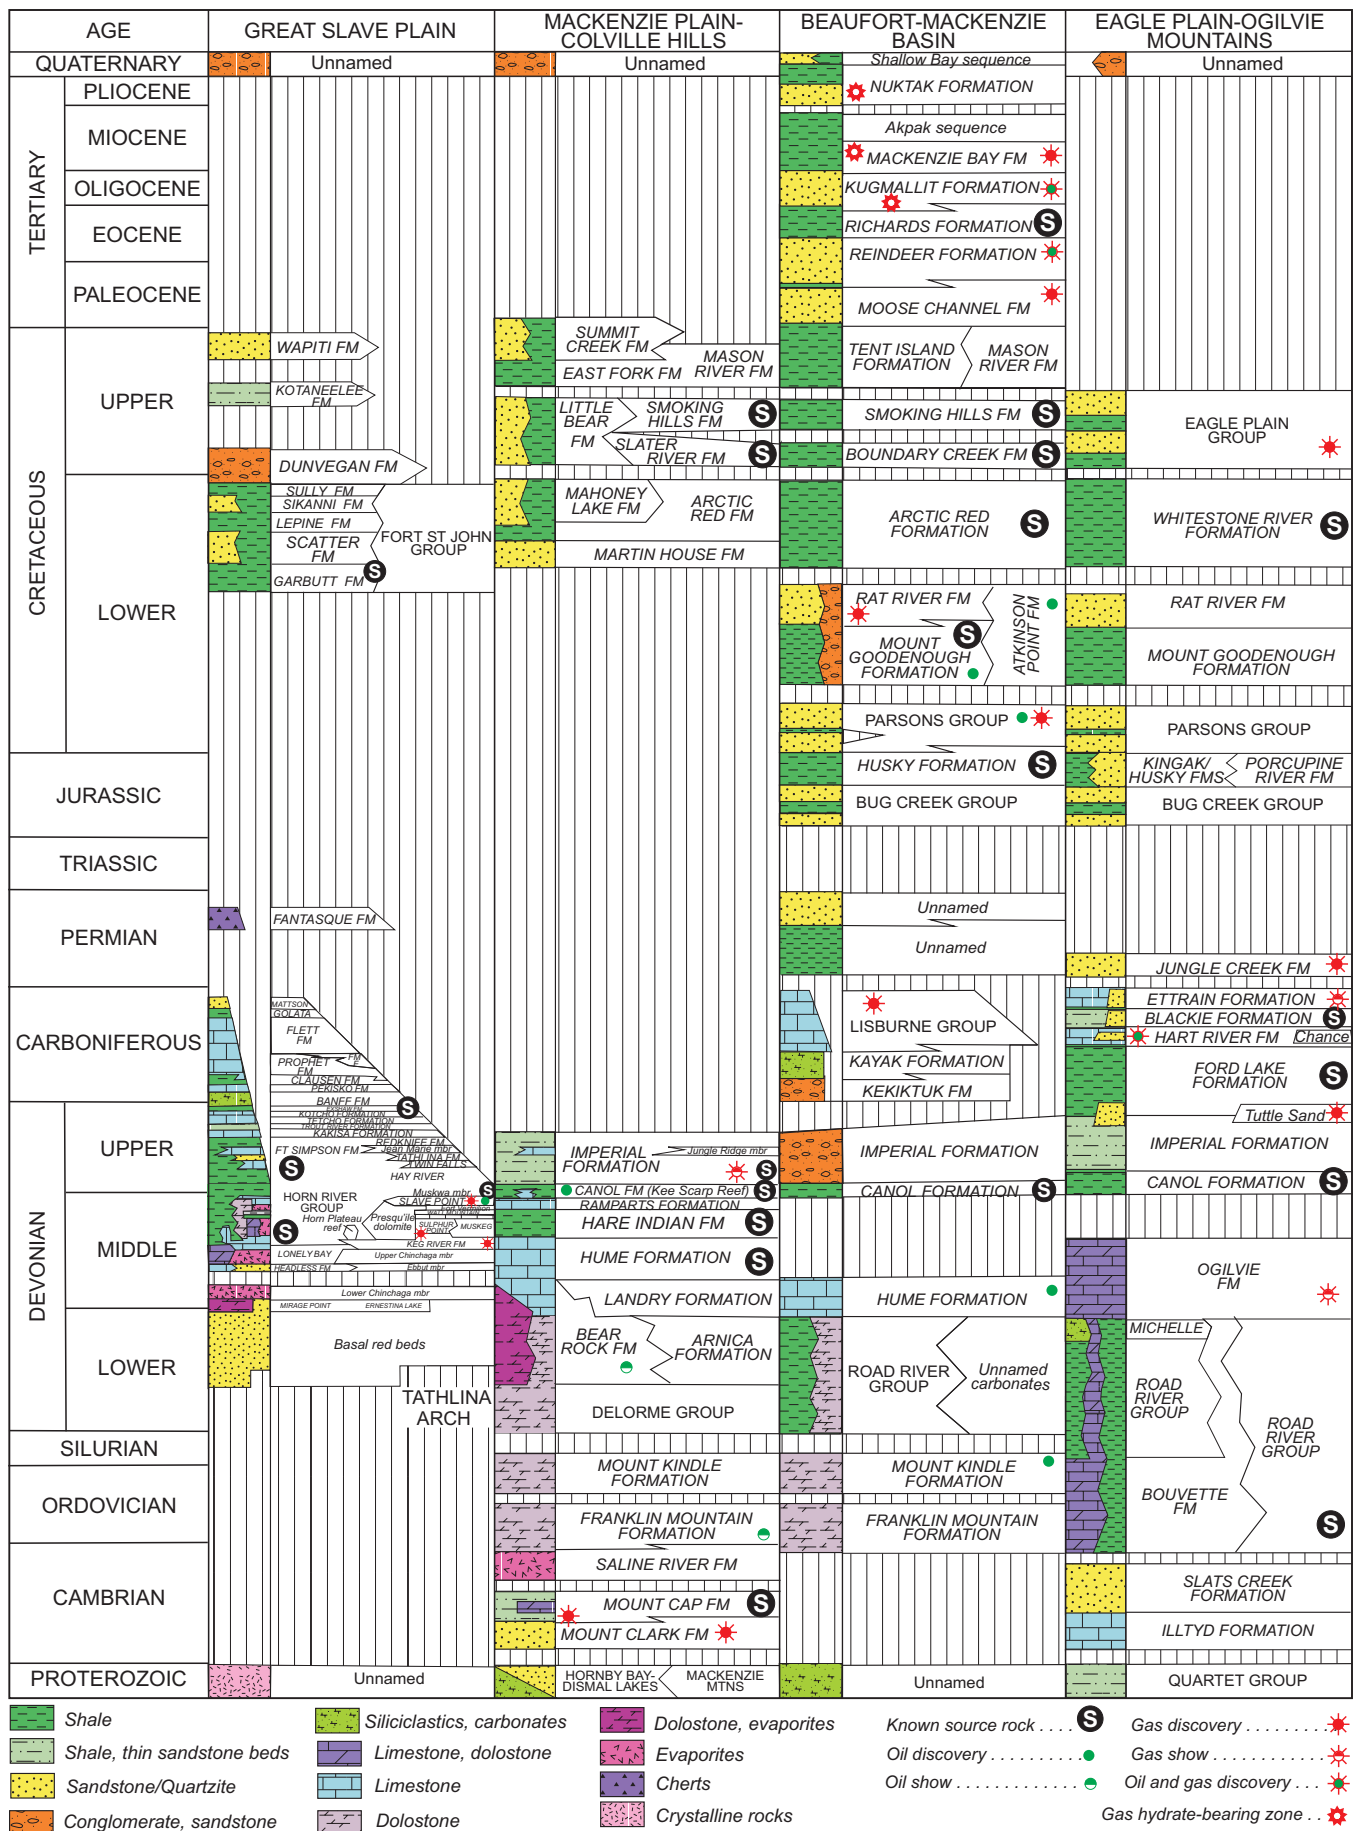 AGE
GREAT SLAVE PLAIN
MACKENZIE PLAIN-
COLVILLE HILLS
BEAUFORT-MACKENZIE
BASIN
EAGLE PLAIN-OGILVIE
MOUNTAINS
QUATERNARY
TERTIARY
PLIOCENE
MIOCENE
OLIGOCENE
EOCENE
PALEOCENE
CRETACEOUS
UPPER
LOWER
JURASSIC
TRIASSIC
PERMIAN
CARBONIFEROUS
DEVONIAN
UPPER
MIDDLE
LOWER
SILURIAN
ORDOVICIAN
CAMBRIAN
PROTEROZOIC
Unnamed
WAPITI FM
KOTANEELEE
FM
DUNVEGAN FM
SULLY FM
SIKANNI FM
LEPINE FM
SCATTER
FM
GARBUTT FM
S
FORT ST JOHN
GROUP
FANTASQUE FM
MATTSON
GOLATA
FLETT
FM
PROPHET
FM
CLAUSEN FM
PEKISKO FM
BANFF FM
S
EXSHAW FM
KOTCHO FORMATION
TETCHO FORMATION
TROUT RIVER FORMATION
KAKISA FORMATION
REDKNIFE FM
FT SIMPSON FM
Jean Marie mbr
TATHLINA FM
TWIN FALLS
S
HAY RIVER
HORN RIVER
GROUP
Muskwa mbr
S
SLAVE POINT
Fort Vermilion
WATT MOUNTAIN
Horn Plateau
reef
Presqu'ile
dolomite
SULPHUR
POINT
MUSKEG
S
KEG RIVER FM
LONELY BAY
Upper Chinchaga mbr
HEADLESS FM
Ebbut mbr
Lower Chinchaga mbr
MIRAGE POINT
ERNESTINA LAKE
Basal red beds
TATHLINA
ARCH
Unnamed
Unnamed
SUMMIT
CREEK FM
MASON
RIVER FM
EAST FORK FM
LITTLE
BEAR
FM
SMOKING
HILLS FM
S
SLATER
RIVER FM
S
MAHONEY
LAKE FM
ARCTIC
RED FM
MARTIN HOUSE FM
IMPERIAL
FORMATION
Jungle Ridge mbr
S
CANOL FM (Kee Scarp Reef)
S
RAMPARTS FORMATION
HARE INDIAN FM
S
HUME FORMATION
S
LANDRY FORMATION
BEAR
ROCK FM
ARNICA
FORMATION
DELORME GROUP
MOUNT KINDLE
FORMATION
FRANKLIN MOUNTAIN
FORMATION
SALINE RIVER FM
MOUNT CAP FM
S
MOUNT CLARK FM
HORNBY BAY-
DISMAL LAKES
MACKENZIE
MTNS
Shallow Bay sequence
NUKTAK FORMATION
Akpak sequence
MACKENZIE BAY FM
KUGMALLIT FORMATION
RICHARDS FORMATION
S
REINDEER FORMATION
MOOSE CHANNEL FM
TENT ISLAND
FORMATION
MASON
RIVER FM
SMOKING HILLS FM
S
BOUNDARY CREEK FM
S
ARCTIC RED
FORMATION
S
RAT RIVER FM
MOUNT
GOODENOUGH
FORMATION
S
ATKINSON
POINT FM
PARSONS GROUP
HUSKY FORMATION
S
BUG CREEK GROUP
Unnamed
Unnamed
LISBURNE GROUP
KAYAK FORMATION
KEKIKTUK FM
IMPERIAL FORMATION
CANOL FORMATION
S
HUME FORMATION
ROAD RIVER
GROUP
Unnamed
carbonates
MOUNT KINDLE
FORMATION
FRANKLIN MOUNTAIN
FORMATION
Unnamed
Unnamed
EAGLE PLAIN
GROUP
WHITESTONE RIVER
FORMATION
S
RAT RIVER FM
MOUNT GOODENOUGH
FORMATION
PARSONS GROUP
KINGAK/
HUSKY FMS
PORCUPINE
RIVER FM
BUG CREEK GROUP
JUNGLE CREEK FM
ETTRAIN FORMATION
BLACKIE FORMATION
S
HART RIVER FM
Chance
FORD LAKE
FORMATION
S
Tuttle Sand
IMPERIAL FORMATION
CANOL FORMATION
S
OGILVIE
FM
MICHELLE
ROAD
RIVER
GROUP
ROAD
RIVER
GROUP
BOUVETTE
FM
S
SLATS CREEK
FORMATION
ILLTYD FORMATION
QUARTET GROUP
Shale
Shale, thin sandstone beds
Sandstone/Quartzite
Conglomerate, sandstone
Siliciclastics, carbonates
Limestone, dolostone
Limestone
Dolostone
Dolostone, evaporites
Evaporites
Cherts
Crystalline rocks
Known source rock . . . . S
Oil discovery . . . . . . . . . .
Oil show . . . . . . . . . . . . .
Gas discovery . . . . . . . . .
Gas show . . . . . . . . . . . .
Oil and gas discovery . . .
Gas hydrate-bearing zone . .